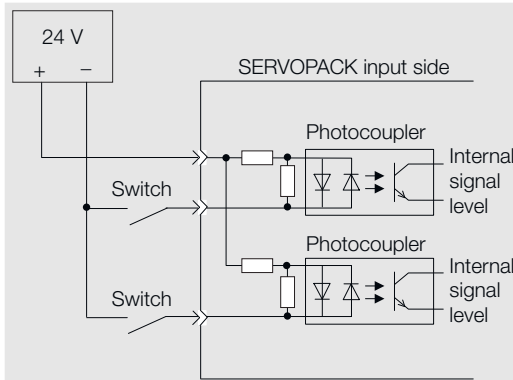 24 V
+ −
SERVOPACK input side
Photocoupler
Internal
signal
level
Switch
Photocoupler
Internal
signal
level
Switch